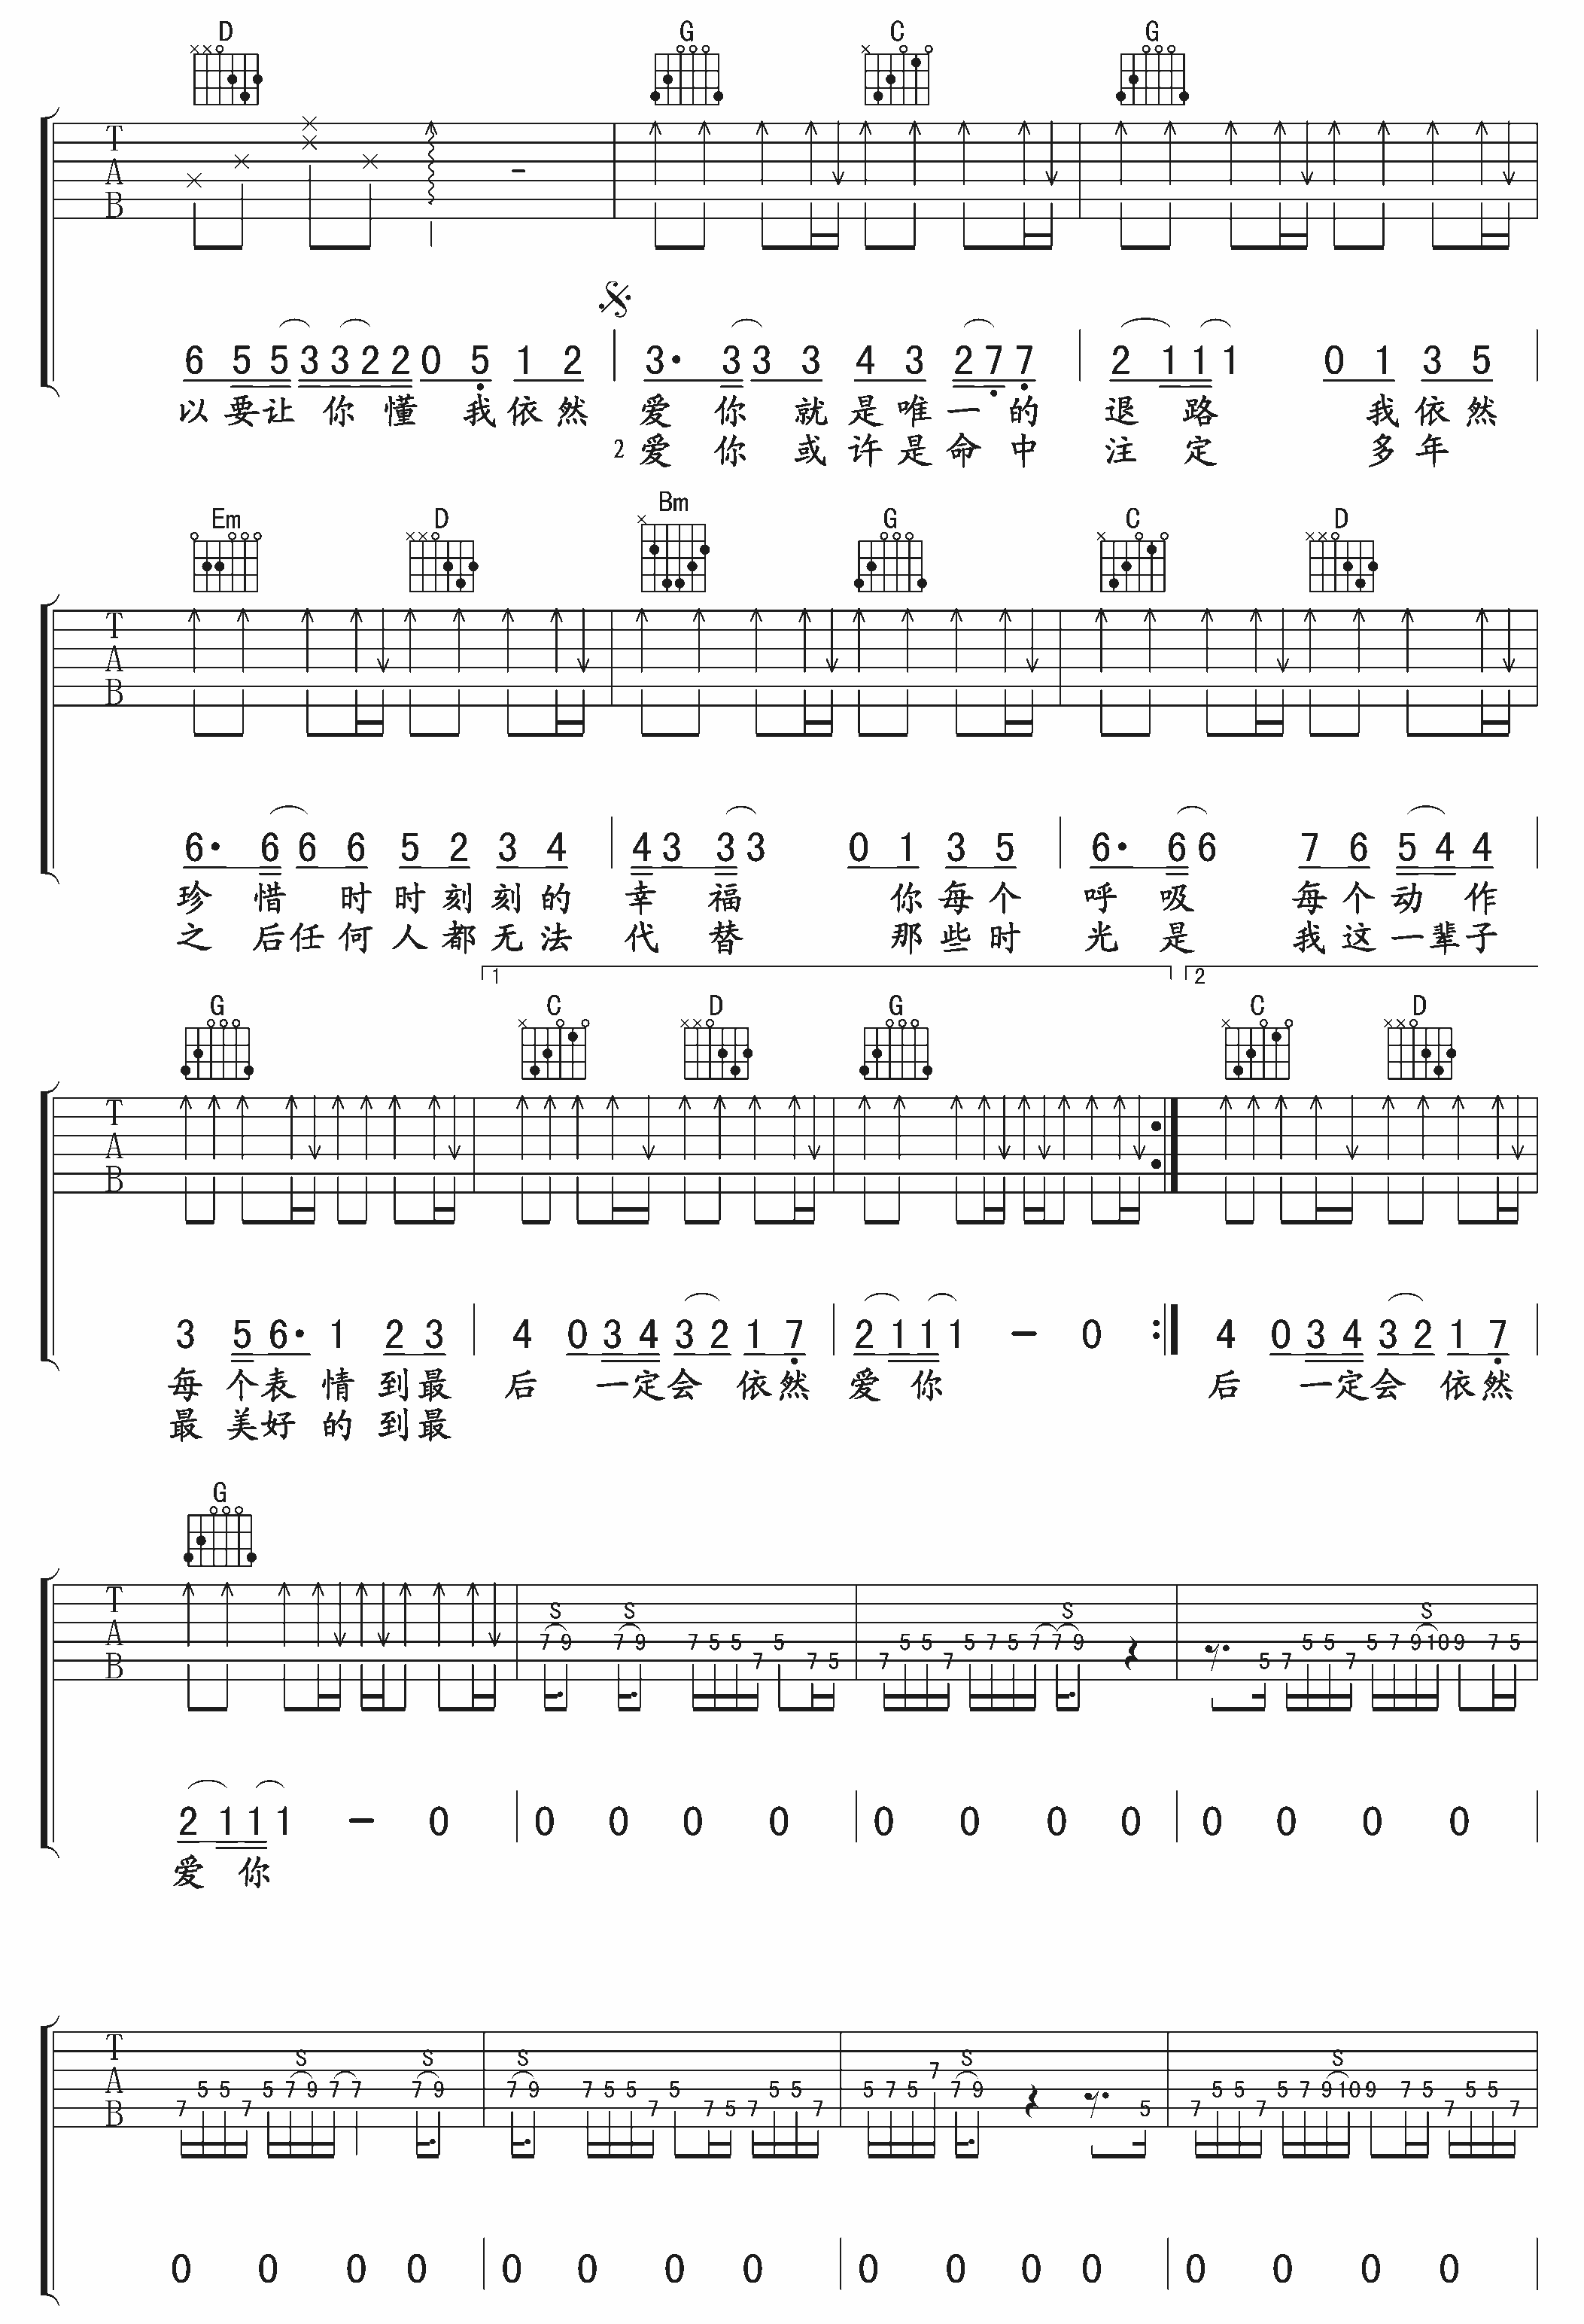 D G C G
T
A
B
6 5 5 3 3 2 2 0 5 1 2 3· 3 3 3 4 3 2 7 7 2 1 1 1 0 1 3 5
以 要 让 你 懂 我 依 然 爱 你 就 是 唯 一 的 退 路 我 依 然
2 爱 你 或 许 是 命 中 注 定 多 年
Em D Bm G C D
T
A
B
6· 6 6 6 5 2 3 4 4 3 3 3 0 1 3 5 6· 6 6 7 6 5 4 4
珍 惜 时 时 刻 刻 的 幸 福 你 每 个 呼 吸 每 个 动 作
之 后 任 何 人 都 无 法 代 替 那 些 时 光 是 我 这 一 辈 子
1 2
G C D G C D
T
A
B
3 5 6· 1 2 3 4 0 3 4 3 2 1 7 2 1 1 1 - 0 4 0 3 4 3 2 1 7
每 个 表 情 到 最 后 一 定 会 依 然 爱 你 后 一 定 会 依 然
最 美 好 的 到 最
G
T
A
B
S S S S
7 9 7 9 7 5 5 7 5 7 5 7 5 5 7 5 7 5 7 7 9 5 7 5 5 7 5 7 9 10 9 7 5
2 1 1 1 - 0 0 0 0 0 0 0 0 0 0 0 0 0
爱 你
T
A
B
S S S S S
7 5 5 7 5 7 9 7 7 7 9 7 9 7 5 5 7 5 7 5 7 5 5 7 5 7 5 7 7 9 5 7 5 5 7 5 7 9 10 9 7 5 7 5 5 7
0 0 0 0 0 0 0 0 0 0 0 0 0 0 0 0